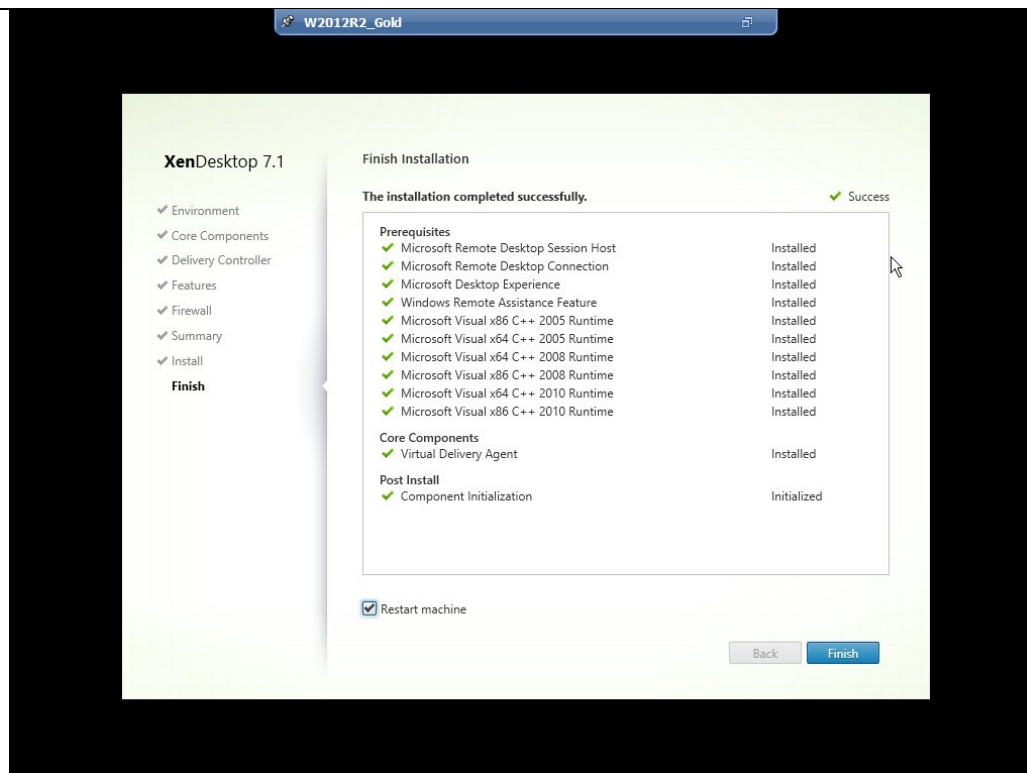 W2012R2_Gold
XenDesktop 7.1
Environment
Core Components
Delivery Controller
Features
Firewall
Summary
Install
Finish
Finish Installation
The installation completed successfully. Success
Prerequisites
Microsoft Remote Desktop Session Host Installed
Microsoft Remote Desktop Connection Installed
Microsoft Desktop Experience Installed
Windows Remote Assistance Feature Installed
Microsoft Visual x86 C++ 2005 Runtime Installed
Microsoft Visual x64 C++ 2005 Runtime Installed
Microsoft Visual x64 C++ 2008 Runtime Installed
Microsoft Visual x86 C++ 2008 Runtime Installed
Microsoft Visual x64 C++ 2010 Runtime Installed
Microsoft Visual x86 C++ 2010 Runtime Installed
Core Components
Virtual Delivery Agent Installed
Post Install
Component Initialization Initialized
Restart machine
Back Finish